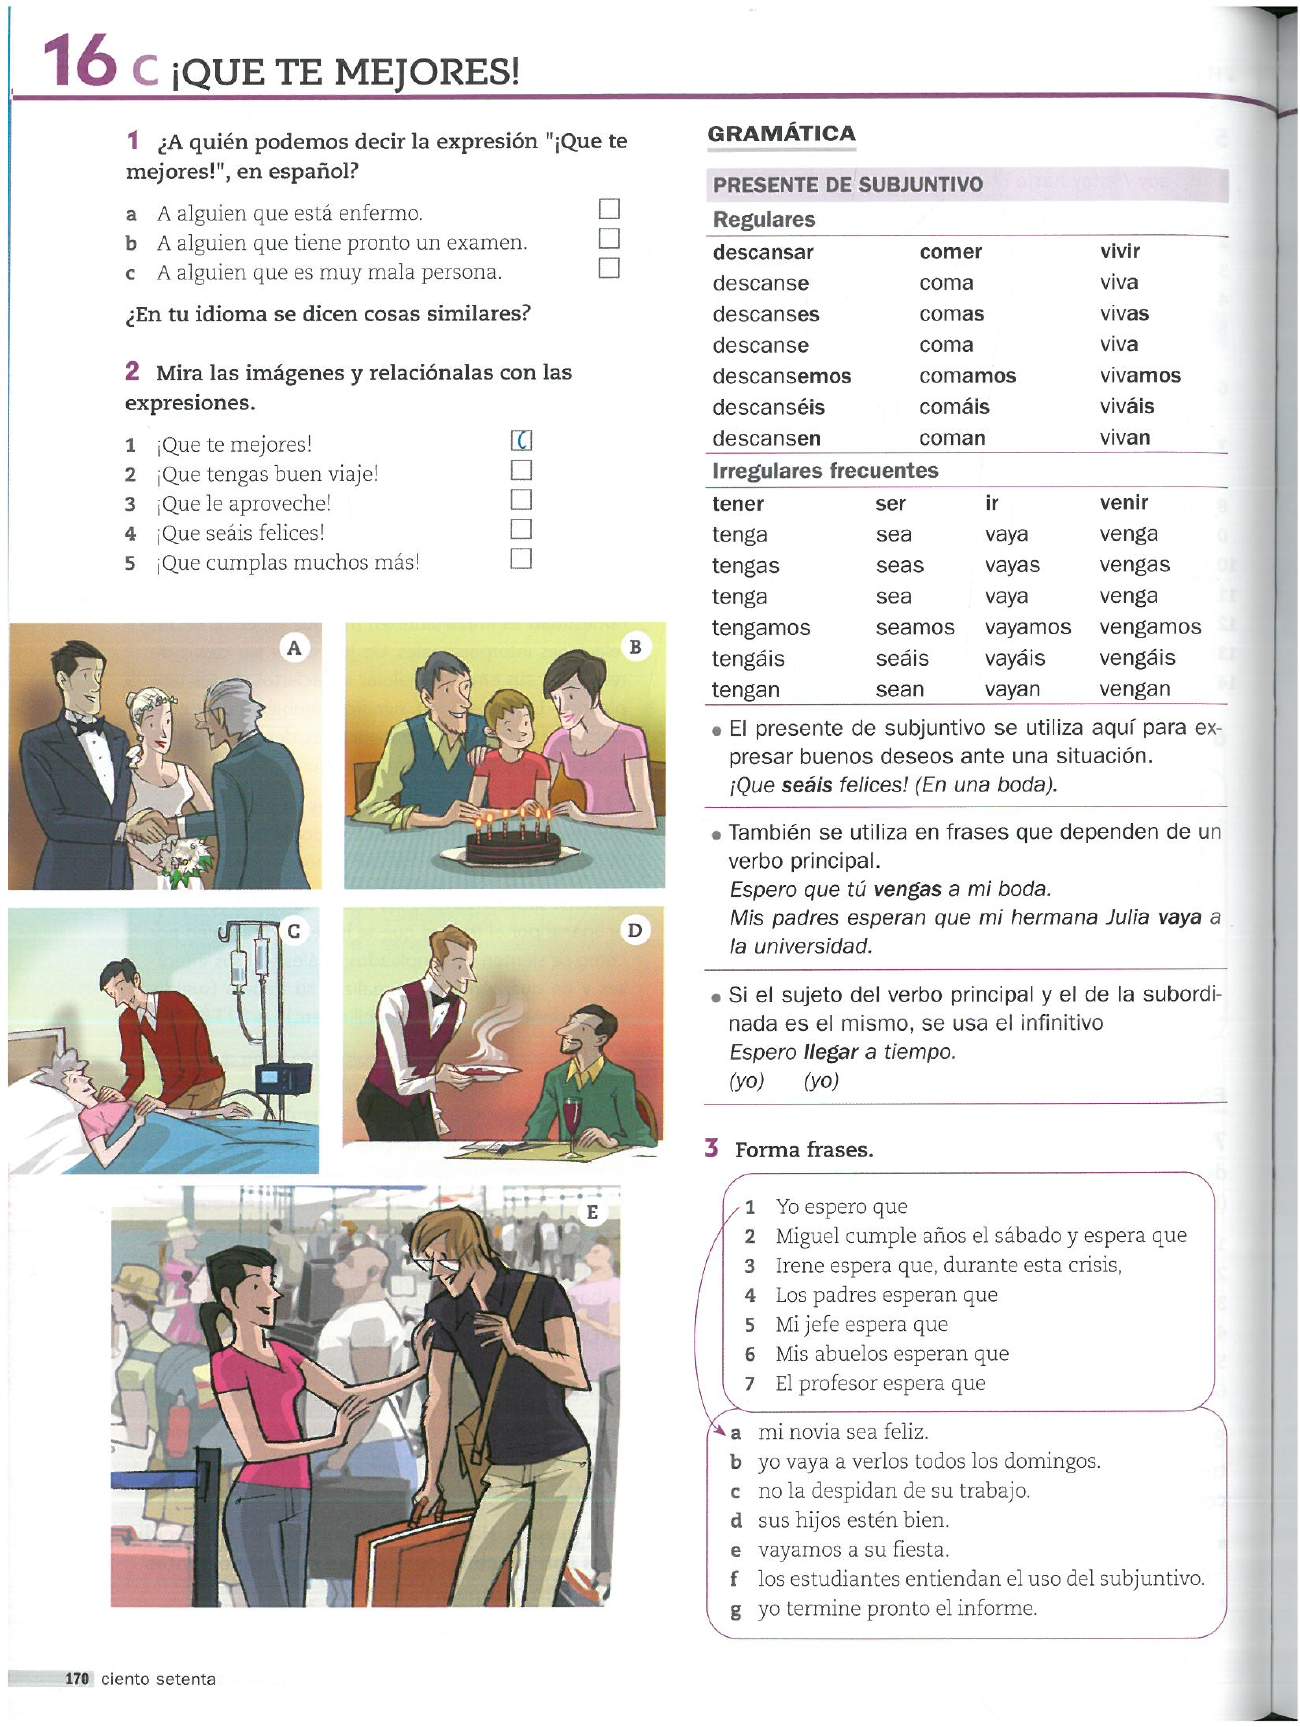 16 C ¡QUE TE MEJORES!
1 ¿A quién podemos decir la expresión "¡Que te
mejores!", en español?
a A alguien que está enfermo.
b A alguien que tiene pronto un examen.
c A alguien que es muy mala persona.
¿En tu idioma se dicen cosas similares?
2 Mira las imágenes y relaciónalas con las
expresiones.
1 ¡Que te mejores! C
2 ¡Que tengas buen viaje!
3 ¡Que le aproveche!
4 ¡Que seáis felices!
5 ¡Que cumplas muchos más!
A
B
C
D
E
GRAMÁTICA
PRESENTE DE SUBJUNTIVO
Regulares
descansar comer vivir
descanse coma viva
descanses comas vivas
descanse coma viva
descansemos comamos vivamos
descanséis comáis viváis
descansen coman vivan
Irregulares frecuentes
tener ser ir venir
tenga sea vaya venga
tengas seas vayas vengas
tenga sea vaya venga
tengamos seamos vayamos vengamos
tengáis seáis vayáis vengáis
tengan sean vayan vengan
• El presente de subjuntivo se utiliza aquí para ex-
presar buenos deseos ante una situación.
¡Que seáis felices! (En una boda).
• También se utiliza en frases que dependen de un
verbo principal.
Espero que tú vengas a mi boda.
Mis padres esperan que mi hermana Julia vaya a
la universidad.
• Si el sujeto del verbo principal y el de la subordi-
nada es el mismo, se usa el infinitivo
Espero llegar a tiempo.
(yo) (yo)
3 Forma frases.
1 Yo espero que
2 Miguel cumple años el sábado y espera que
3 Irene espera que, durante esta crisis,
4 Los padres esperan que
5 Mi jefe espera que
6 Mis abuelos esperan que
7 El profesor espera que
a mi novia sea feliz.
b yo vaya a verlos todos los domingos.
c no la despidan de su trabajo.
d sus hijos estén bien.
e vayamos a su fiesta.
f los estudiantes entiendan el uso del subjuntivo.
g yo termine pronto el informe.
170 ciento setenta